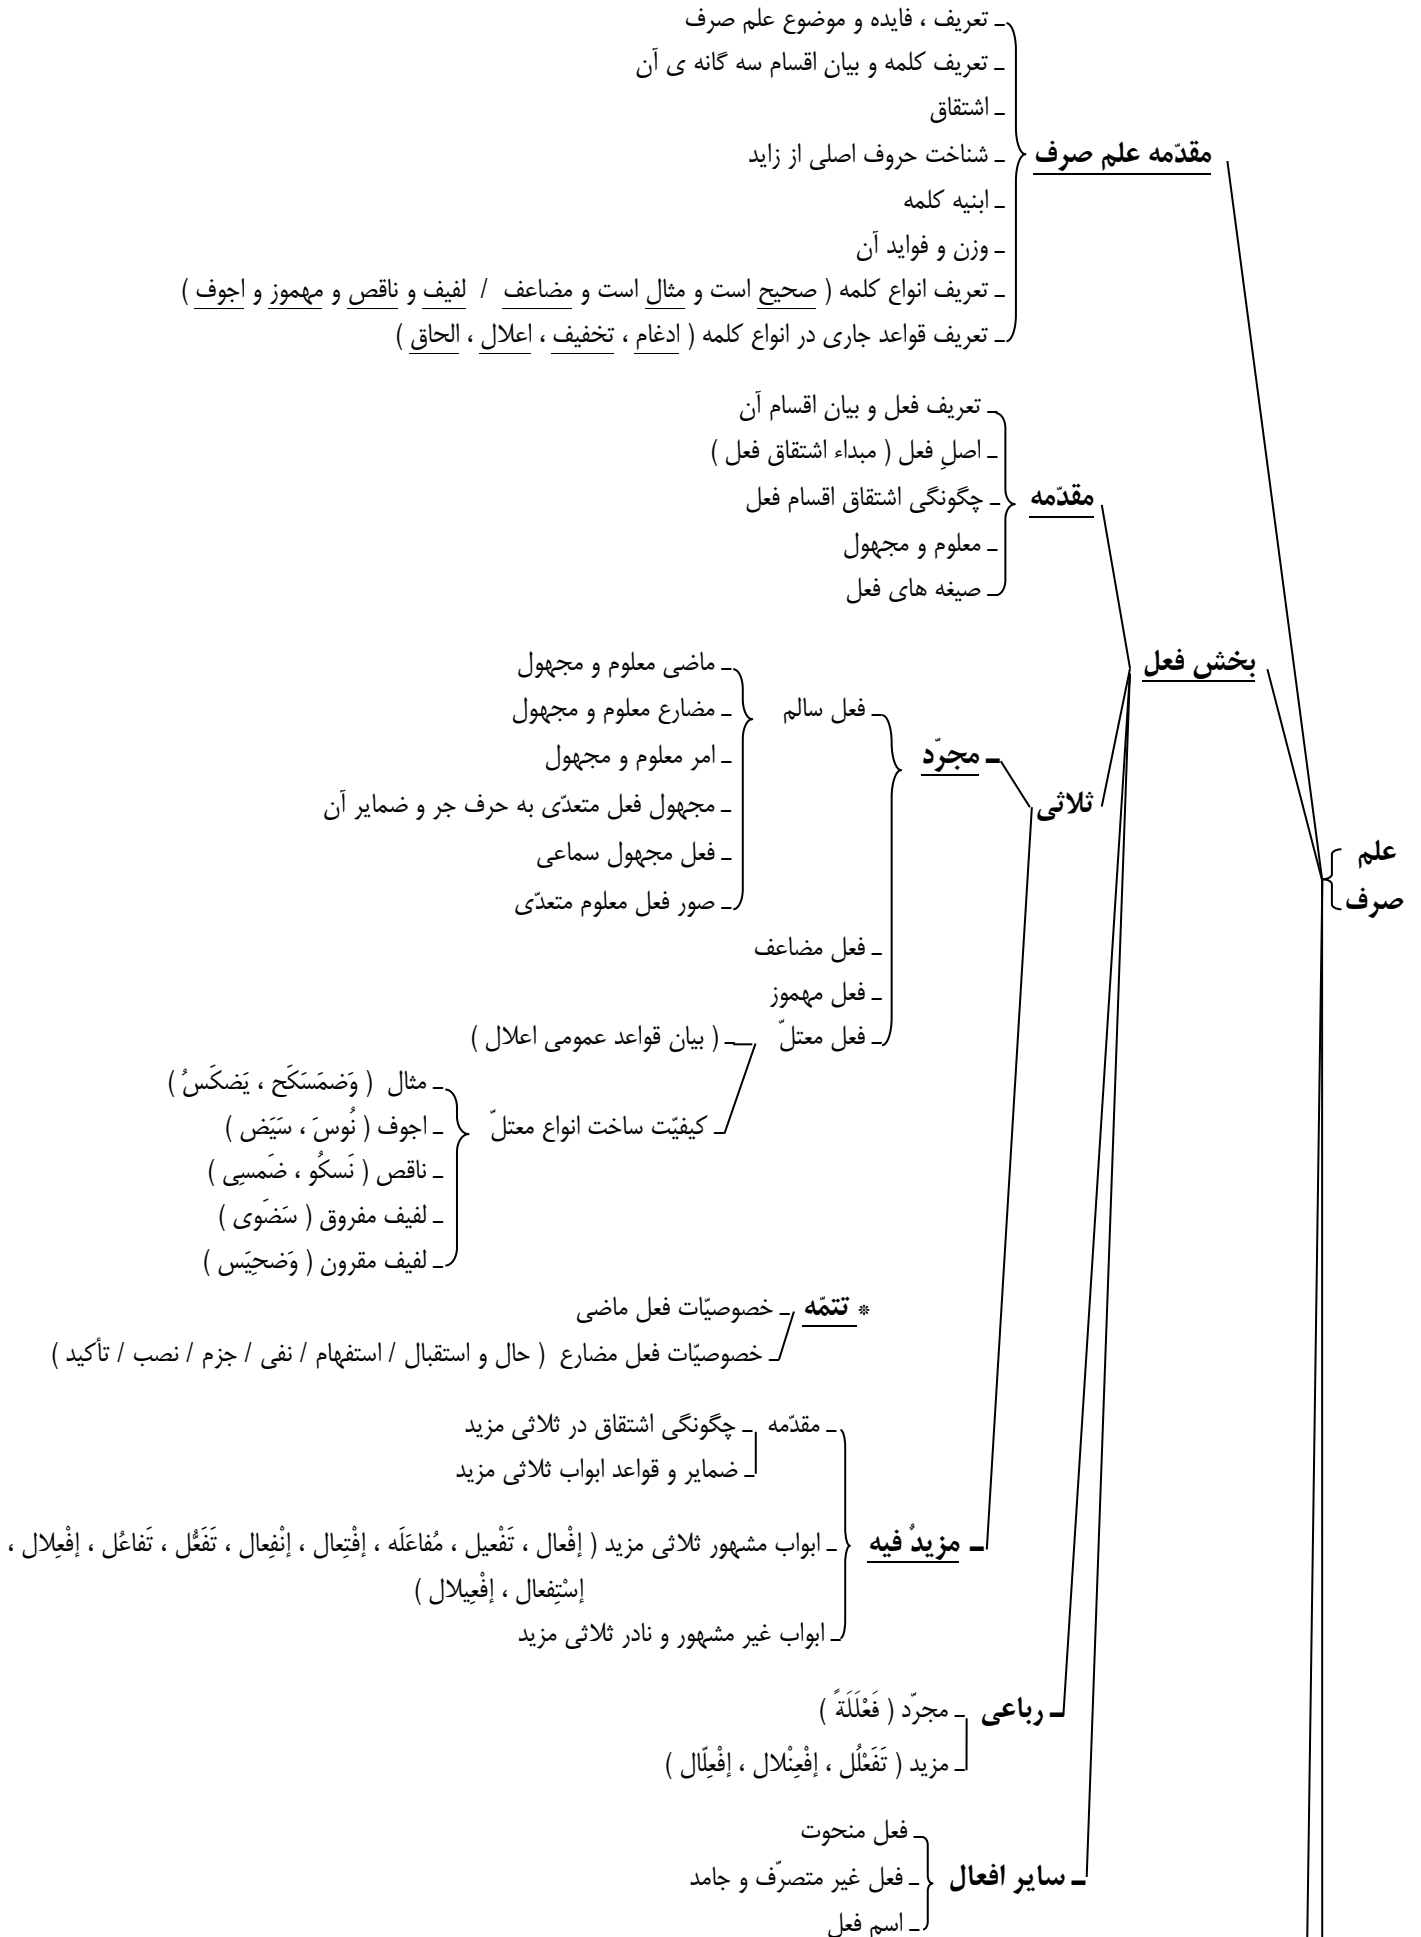 ـ تعریف ، فایده و موضوع علم صرف
ـ تعریف کلمه و بیان اقسام سه گانه ی آن
ـ اشتقاق
مقدّمه علم صرف ـ شناخت حروف اصلی از زاید
ـ ابنیه کلمه
ـ وزن و فواید آن
ـ تعریف انواع کلمه ( صحیح است و مثال است و مضاعف / لفیف و ناقص و مهموز و اجوف )
ـ تعریف قواعد جاری در انواع کلمه ( ادغام ، تخفیف ، اعلال ، الحاق )
ـ تعریف فعل و بیان اقسام آن
ـ اصلِ فعل ( مبداء اشتقاق فعل )
مقدّمه ـ چگونگی اشتقاق اقسام فعل
ـ معلوم و مجهول
ـ صیغه های فعل
بخش فعل
ـ ماضی معلوم و مجهول
ـ فعل سالم ـ مضارع معلوم و مجهول
ـ مجرّد ـ امر معلوم و مجهول
ثلاثی ـ مجهول فعل متعدّی به حرف جر و ضمایر آن
علم ـ فعل مجهول سماعی
صرف ـ صور فعل معلوم متعدّی
ـ فعل مضاعف
ـ فعل مهموز
ـ فعل معتلّ ـ ( بیان قواعد عمومی اعلال )
ـ مثال ( وَضمَسَکَح ، یَضکَسُ )
ـ کیفیّت ساخت انواع معتلّ ـ اجوف ( نُوسَ ، سَیَض )
ـ ناقص ( نَسکُو ، ضَمسِی )
ـ لفیف مفروق ( سَضَوی )
ـ لفیف مقرون ( وَضحِیَس )
* تتمّه ـ خصوصیّات فعل ماضی
ـ خصوصیّات فعل مضارع ( حال و استقبال / استفهام / نفی / جزم / نصب / تأکید )
ـ مقدّمه ـ چگونگی اشتقاق در ثلاثی مزید
ـ ضمایر و قواعد ابواب ثلاثی مزید
ـ مزیدٌ فیه ـ ابواب مشهور ثلاثی مزید ( إفْعال ، تَفْعیل ، مُفاعَلَه ، إفْتِعال ، إنْفِعال ، تَفَعُّل ، تَفاعُل ، إفْعِلال ،
إسْتِفعال ، إفْعِیلال )
ـ ابواب غیر مشهور و نادر ثلاثی مزید
ـ رباعی ـ مجرّد ( فَعْلَلَةً )
ـ مزید ( تَفَعْلُل ، إفْعِنْلال ، إفْعِلّال )
ـ فعل منحوت
ـ سایر افعال ـ فعل غیر متصرّف و جامد
ـ اسم فعل